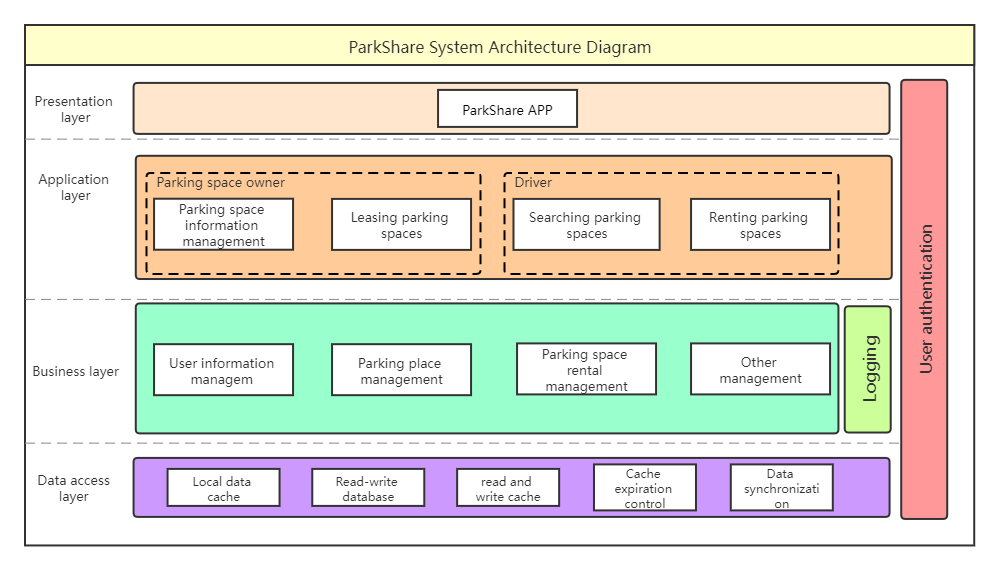 ParkShare System Architecture Diagram
Presentation
layer
ParkShare APP
Application
layer
Parking space owner
Parking space
information
management
Leasing parking
spaces
Driver
Searching parking
spaces
Renting parking
spaces
User authentication
Business layer
User information
managem
Parking place
management
Parking space
rental
management
Other
management
Logging
Data access
layer
Local data
cache
Read-write
database
read and
write cache
Cache
expiration
control
Data
synchronizati
on